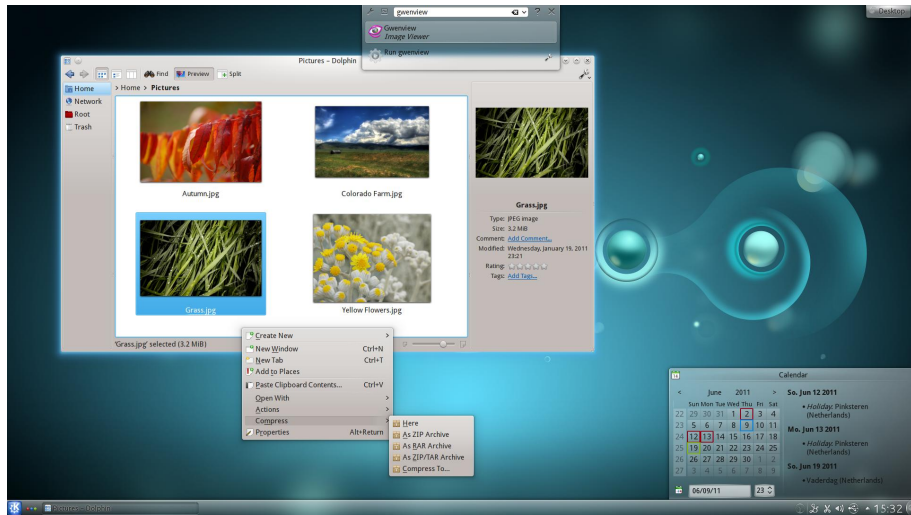 gwenview
?
Gwenview
Image Viewer
Run gwenview
Desktop
Pictures – Dolphin
Find
Preview
Split
Home
Network
Root
Trash
> Home > Pictures
Autumn.jpg
Colorado Farm.jpg
Grass.jpg
Yellow Flowers.jpg
Grass.jpg
Type: JPEG image
Size: 3.2 MiB
Comment: Add Comment...
Modified: Wednesday, January 19, 2011
23:21
Rating:
Tags: Add Tags...
'Grass.jpg' selected (3.2 MiB)
Create New >
New Window Ctrl+N
New Tab Ctrl+T
Add to Places
Paste Clipboard Contents... Ctrl+V
Open With >
Actions >
Compress >
Properties Alt+Return
Here
As ZIP Archive
As RAR Archive
As ZIP/TAR Archive
Compress To...
Calendar
< June 2011 >
Sun Mon Tue Wed Thu Fri Sat
22 29 30 31 1 2 3 4
23 5 6 7 8 9 10 11
24 12 13 14 15 16 17 18
25 19 20 21 22 23 24 25
26 26 27 28 29 30 1 2
27 3 4 5 6 7 8 9
06/09/11 23
So. Jun 12 2011
• Holiday: Pinksteren
(Netherlands)
Mo. Jun 13 2011
• Holiday: Pinksteren
(Netherlands)
So. Jun 19 2011
• Vaderdag (Netherlands)
Pictures – Dolphin
15:32